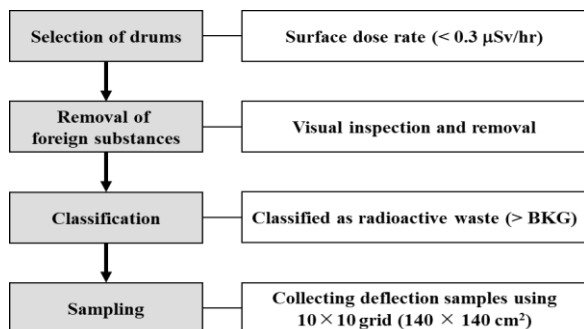 Selection of drums
Surface dose rate (< 0.3 μSv/hr)
Removal of
foreign substances
Visual inspection and removal
Classification
Classified as radioactive waste (> BKG)
Sampling
Collecting deflection samples using
10×10 grid (140 × 140 cm²)